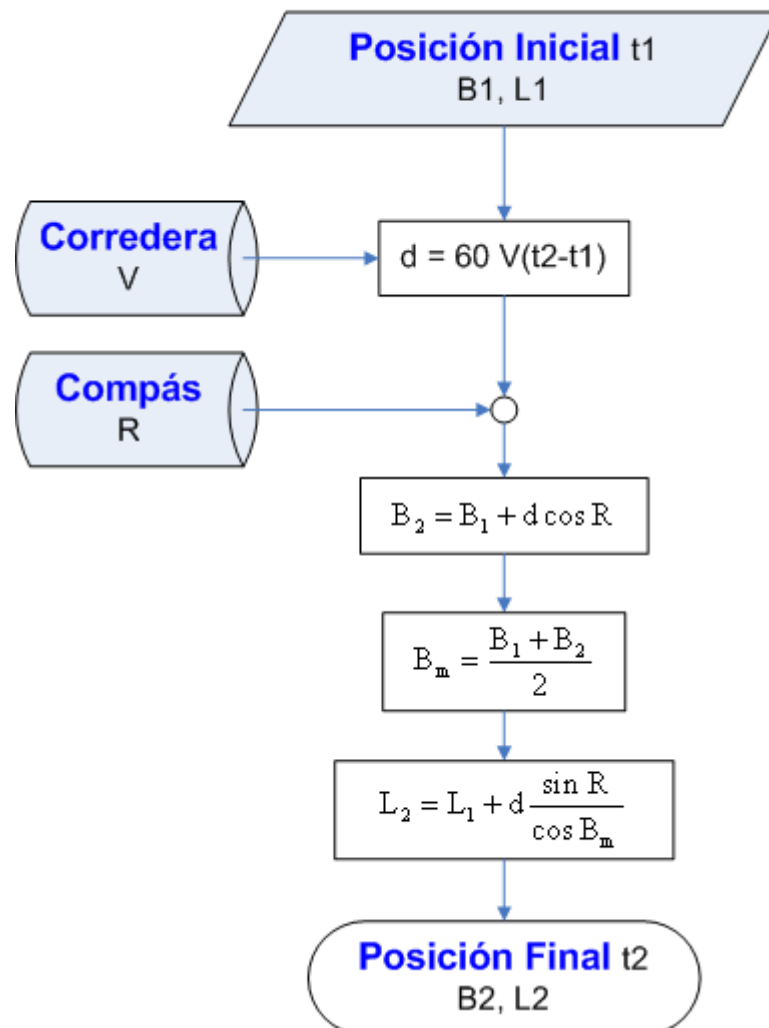 Posición Inicial t1
B1, L1
Corredera
V
d = 60 V(t2-t1)
Compás
R
B₂ = B₁ + d cos R
Bₘ = (B₁ + B₂) / 2
L₂ = L₁ + d sin R / cos Bₘ
Posición Final t2
B2, L2